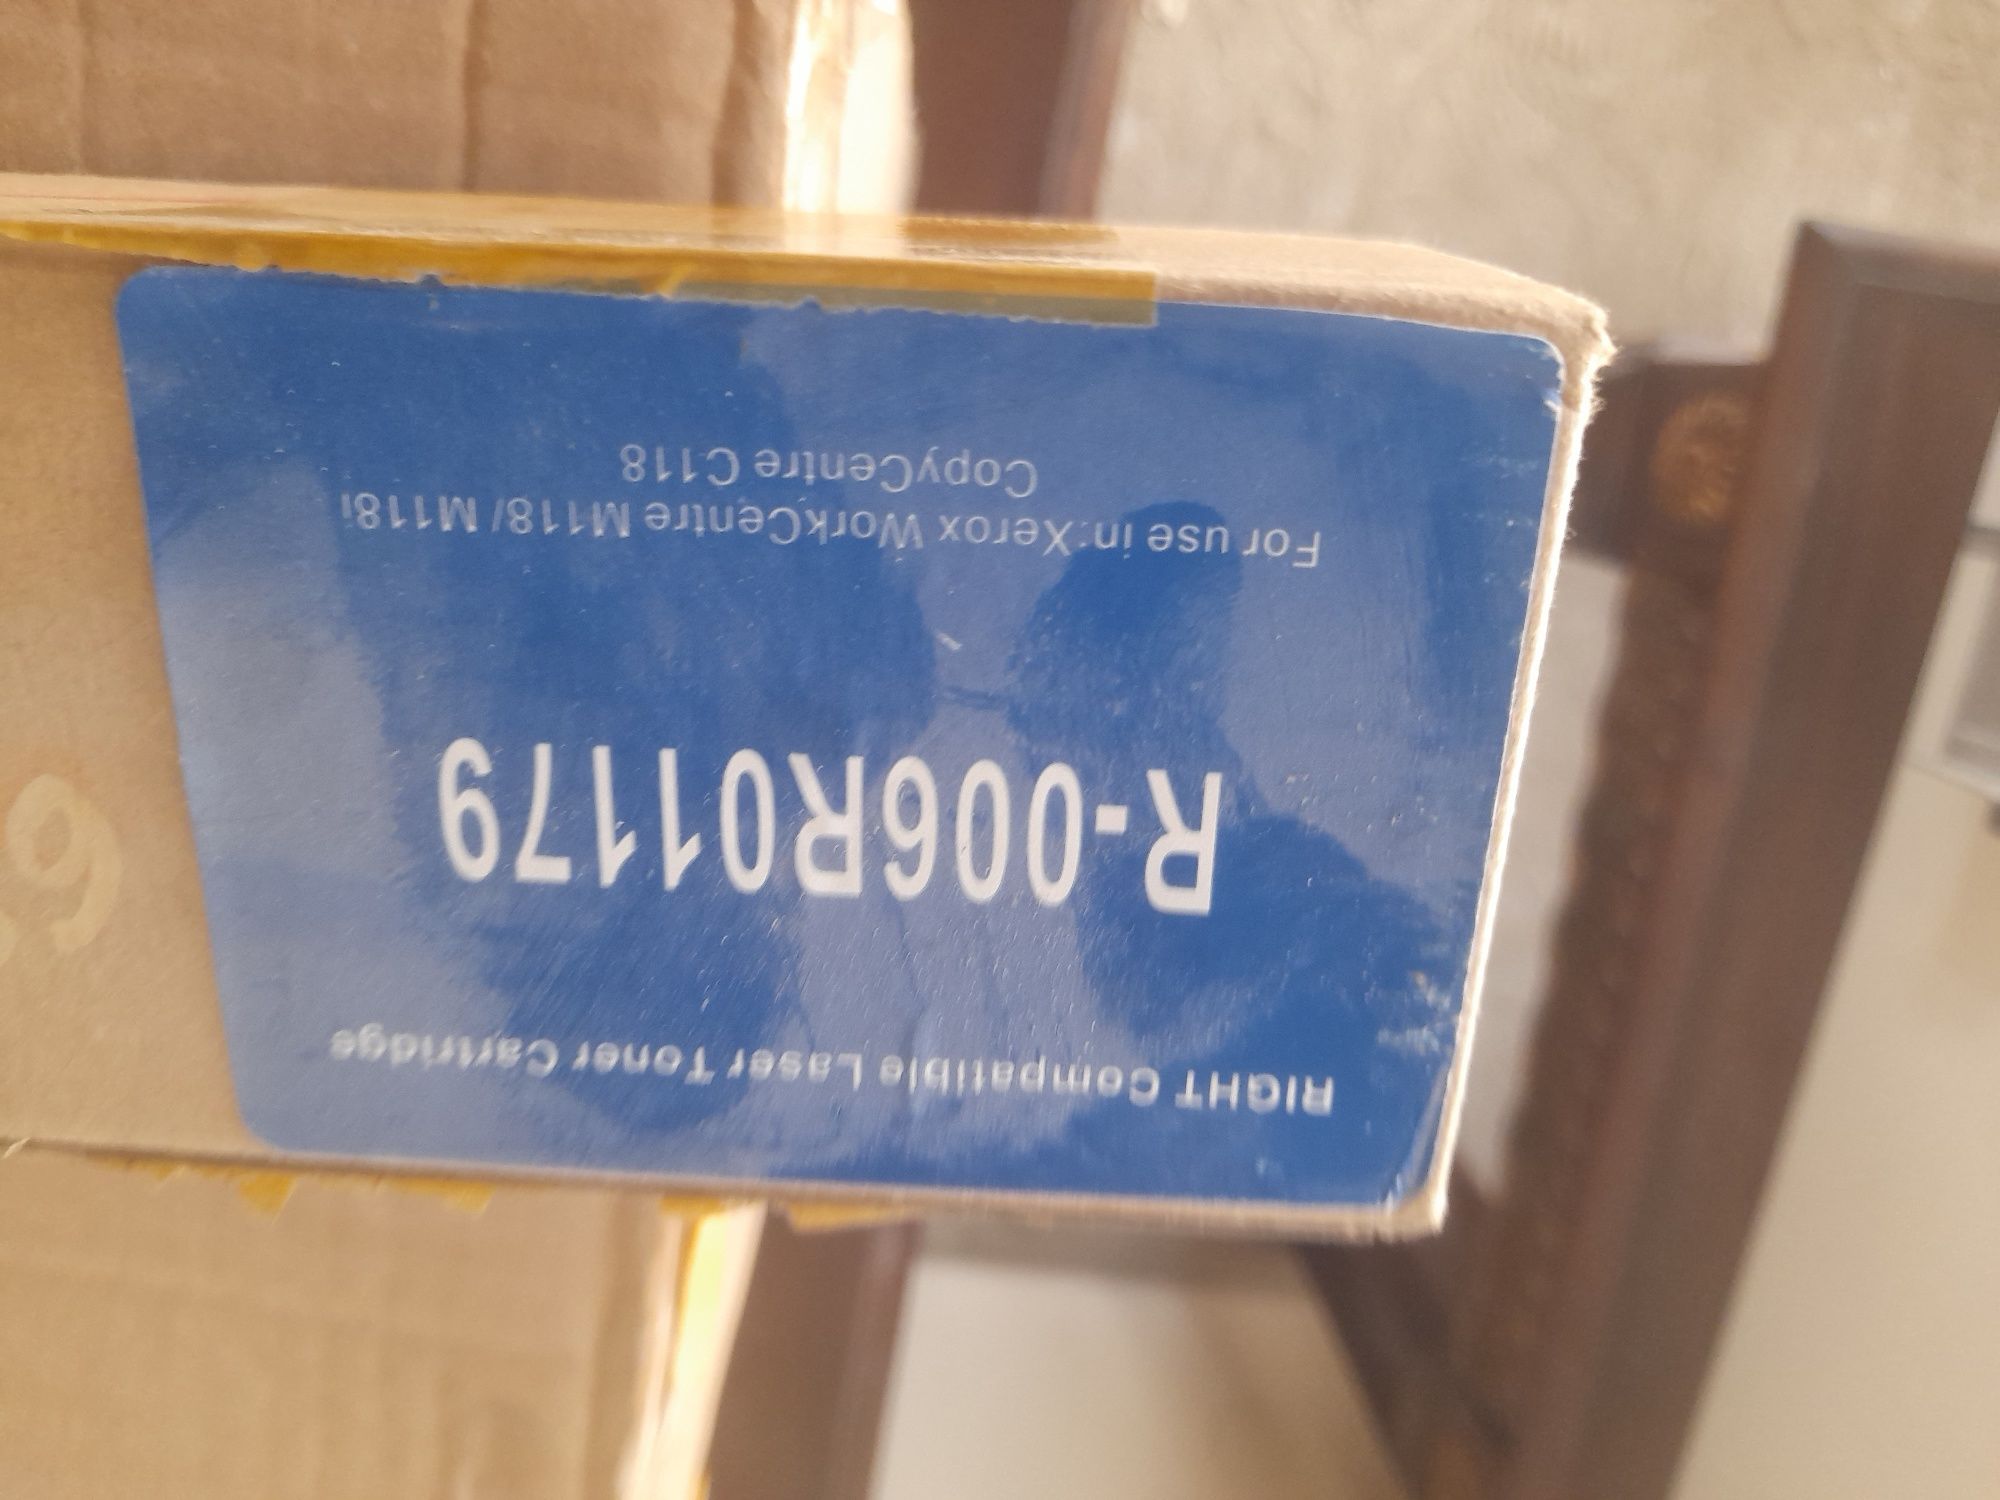 RIGHT Compatible Laser Toner Cartridge
R-006R01179
For use in:Xerox WorkCentre M118/ M118i
CopyCentre C118